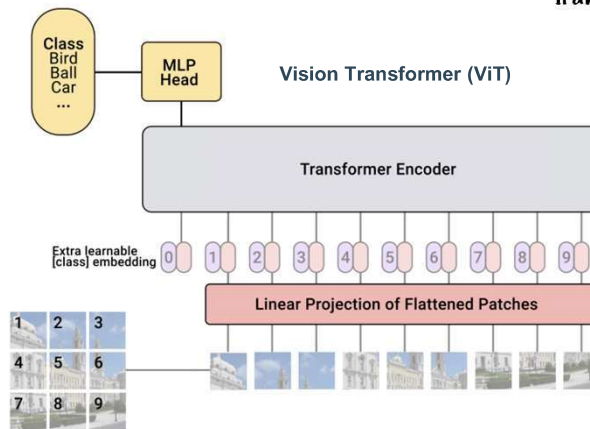 Class
Bird
Ball
Car
...
MLP
Head
Vision Transformer (ViT)
Transformer Encoder
Extra learnable
[class] embedding
0 1 2 3 4 5 6 7 8 9
Linear Projection of Flattened Patches
1 2 3
4 5 6
7 8 9